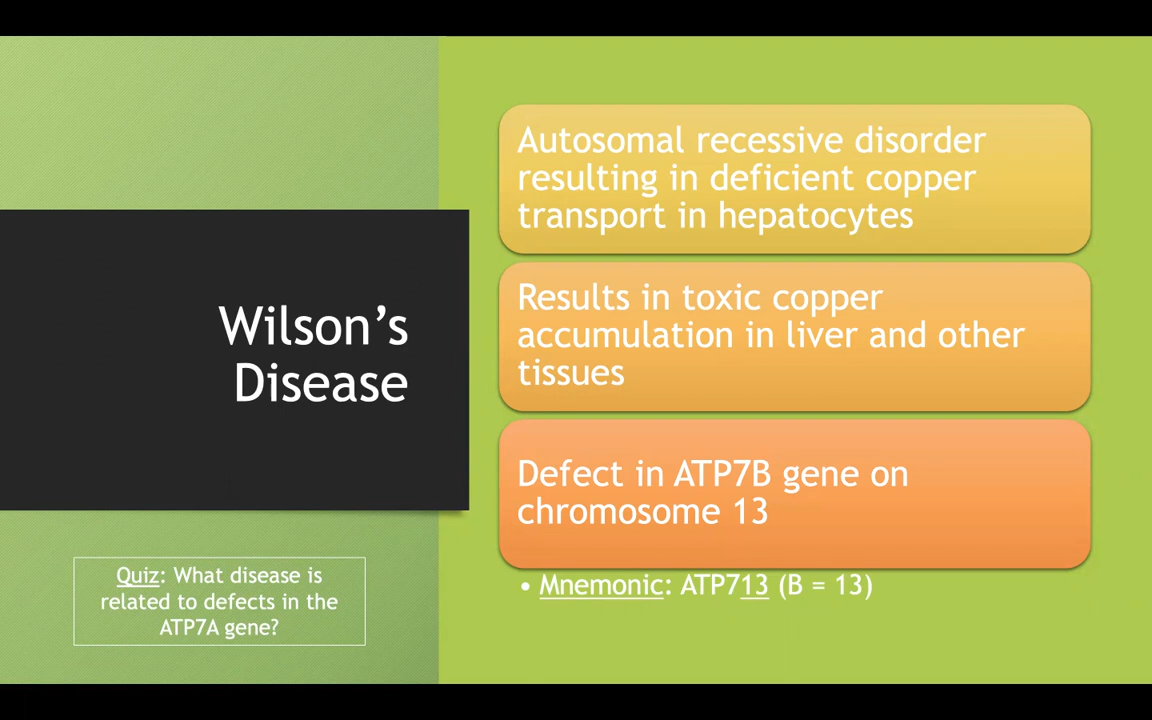 Wilson’s
Disease
Autosomal recessive disorder
resulting in deficient copper
transport in hepatocytes
Results in toxic copper
accumulation in liver and other
tissues
Defect in ATP7B gene on
chromosome 13
• Mnemonic: ATP713 (B = 13)
Quiz: What disease is
related to defects in the
ATP7A gene?